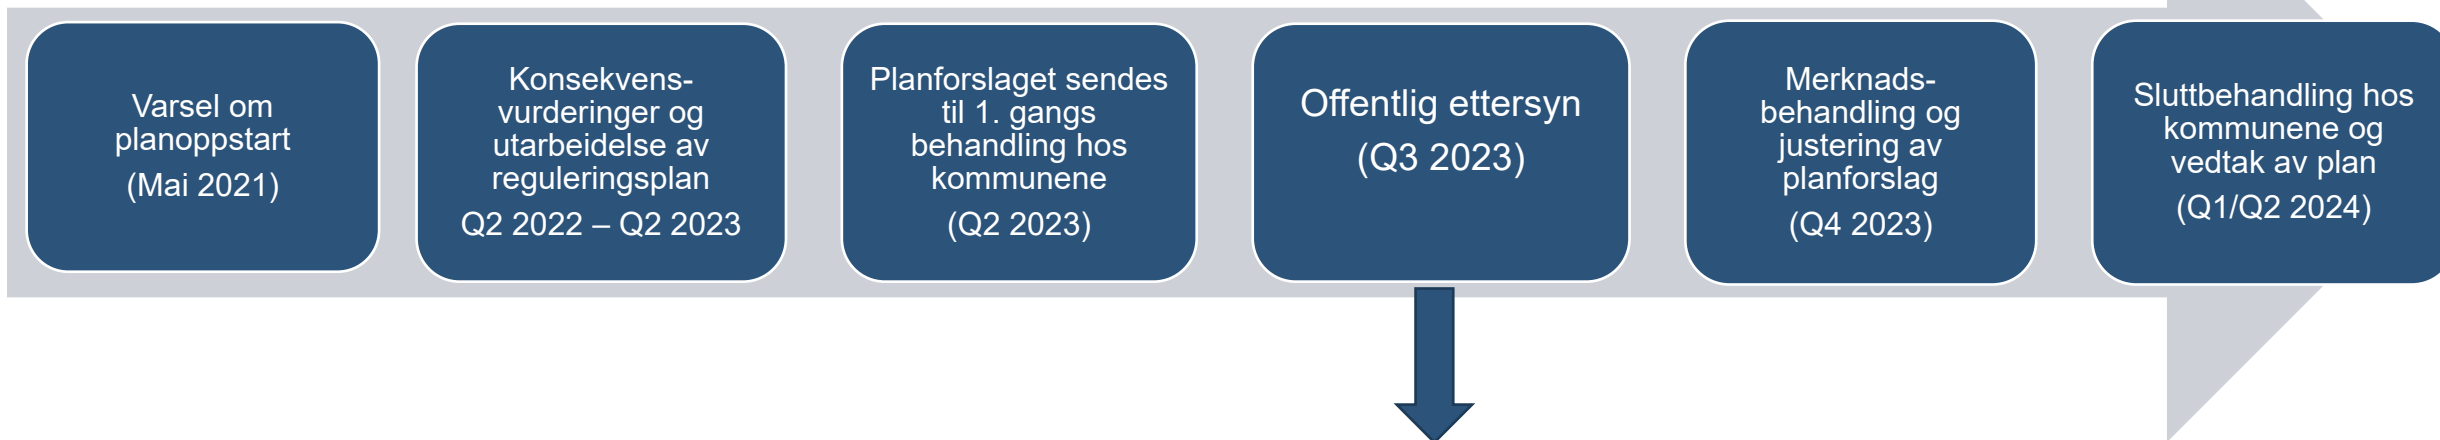 Varsel om
planoppstart
(Mai 2021)
Konsekvens-
vurderinger og
utarbeidelse av
reguleringsplan
Q2 2022 – Q2 2023
Planforslaget sendes
til 1. gangs
behandling hos
kommunene
(Q2 2023)
Offentlig ettersyn
(Q3 2023)
Merknads-
behandling og
justering av
planforslag
(Q4 2023)
Sluttbehandling hos
kommunene og
vedtak av plan
(Q1/Q2 2024)